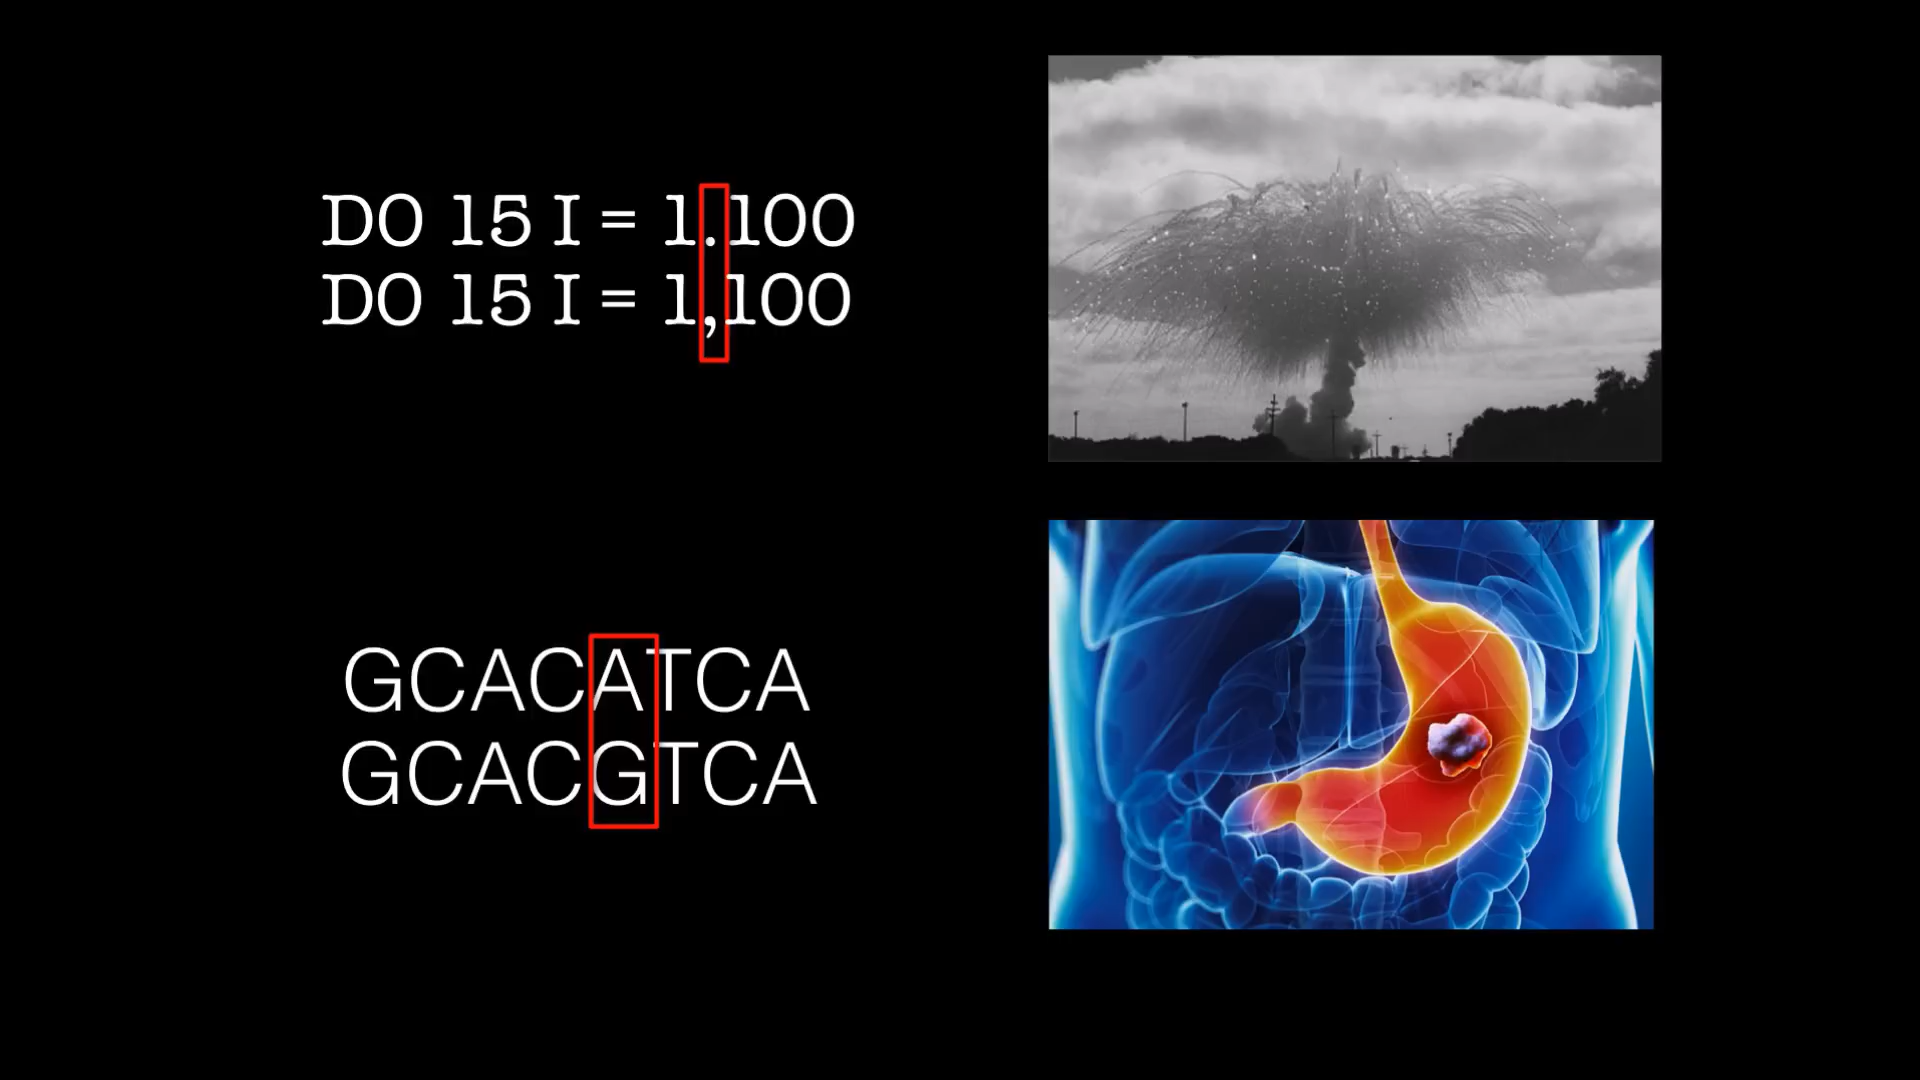 DO 15 I = 1.100
DO 15 I = 1,100
GCACATCA
GCACGTCA